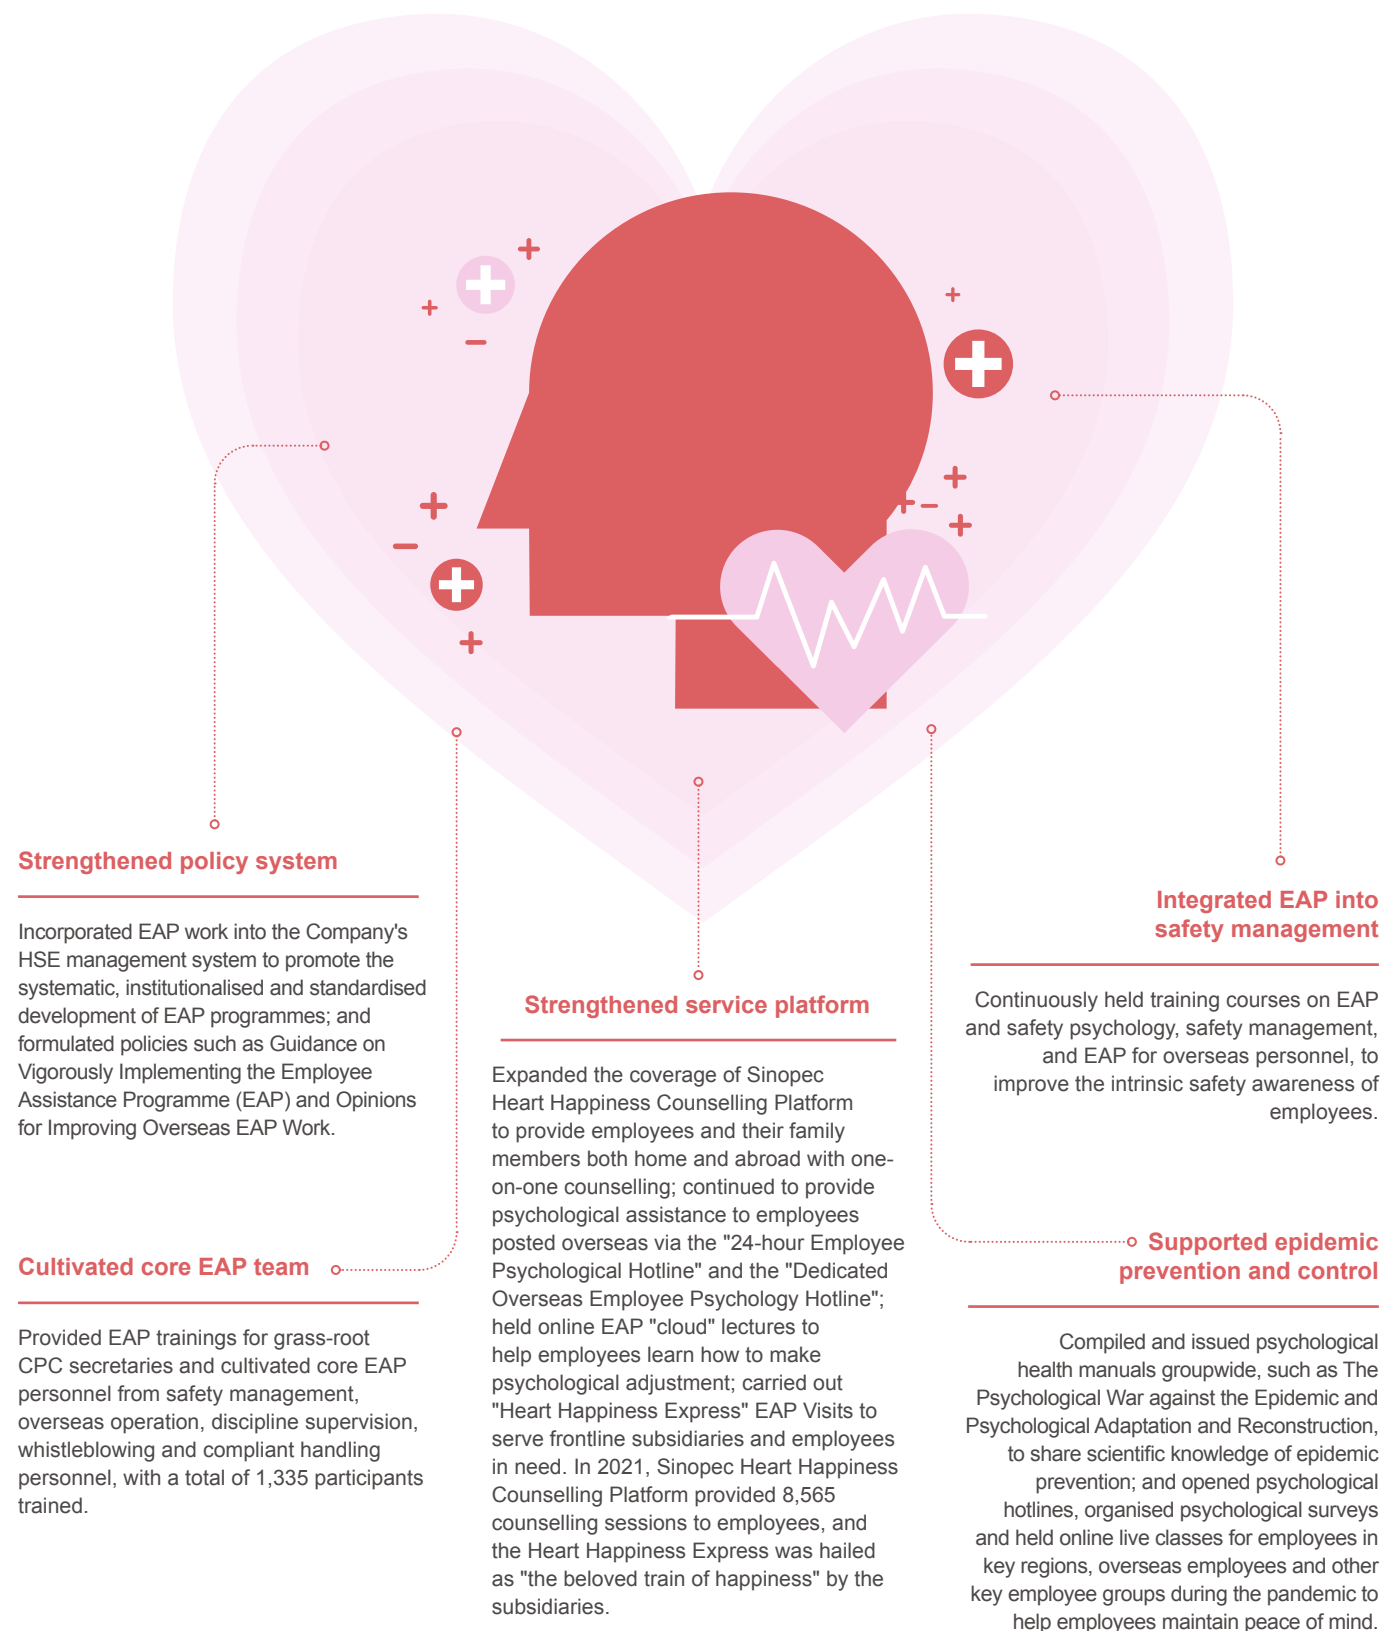 Strengthened policy system
Incorporated EAP work into the Company's
HSE management system to promote the
systematic, institutionalised and standardised
development of EAP programmes; and
formulated policies such as Guidance on
Vigorously Implementing the Employee
Assistance Programme (EAP) and Opinions
for Improving Overseas EAP Work.
Cultivated core EAP team
Provided EAP trainings for grass-root
CPC secretaries and cultivated core EAP
personnel from safety management,
overseas operation, discipline supervision,
whistleblowing and compliant handling
personnel, with a total of 1,335 participants
trained.
Strengthened service platform
Expanded the coverage of Sinopec
Heart Happiness Counselling Platform
to provide employees and their family
members both home and abroad with one-
on-one counselling; continued to provide
psychological assistance to employees
posted overseas via the "24-hour Employee
Psychological Hotline" and the "Dedicated
Overseas Employee Psychology Hotline";
held online EAP "cloud" lectures to
help employees learn how to make
psychological adjustment; carried out
"Heart Happiness Express" EAP Visits to
serve frontline subsidiaries and employees
in need. In 2021, Sinopec Heart Happiness
Counselling Platform provided 8,565
counselling sessions to employees, and
the Heart Happiness Express was hailed
as "the beloved train of happiness" by the
subsidiaries.
Integrated EAP into
safety management
Continuously held training courses on EAP
and safety psychology, safety management,
and EAP for overseas personnel, to
improve the intrinsic safety awareness of
employees.
Supported epidemic
prevention and control
Compiled and issued psychological
health manuals groupwide, such as The
Psychological War against the Epidemic and
Psychological Adaptation and Reconstruction,
to share scientific knowledge of epidemic
prevention; and opened psychological
hotlines, organised psychological surveys
and held online live classes for employees in
key regions, overseas employees and other
key employee groups during the pandemic to
help employees maintain peace of mind.